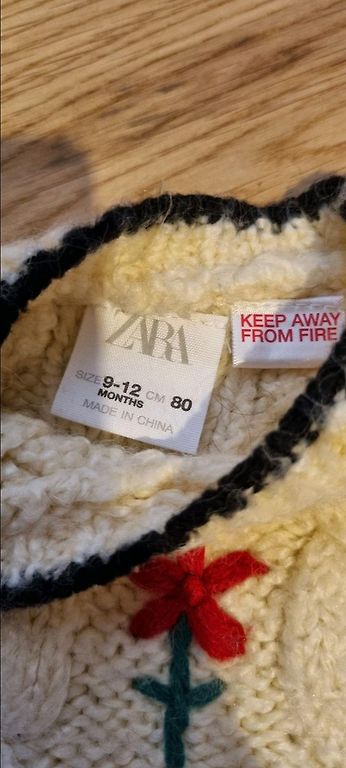 ZARA
SIZE 9-12 CM 80
MONTHS
MADE IN CHINA
KEEP AWAY
FROM FIRE